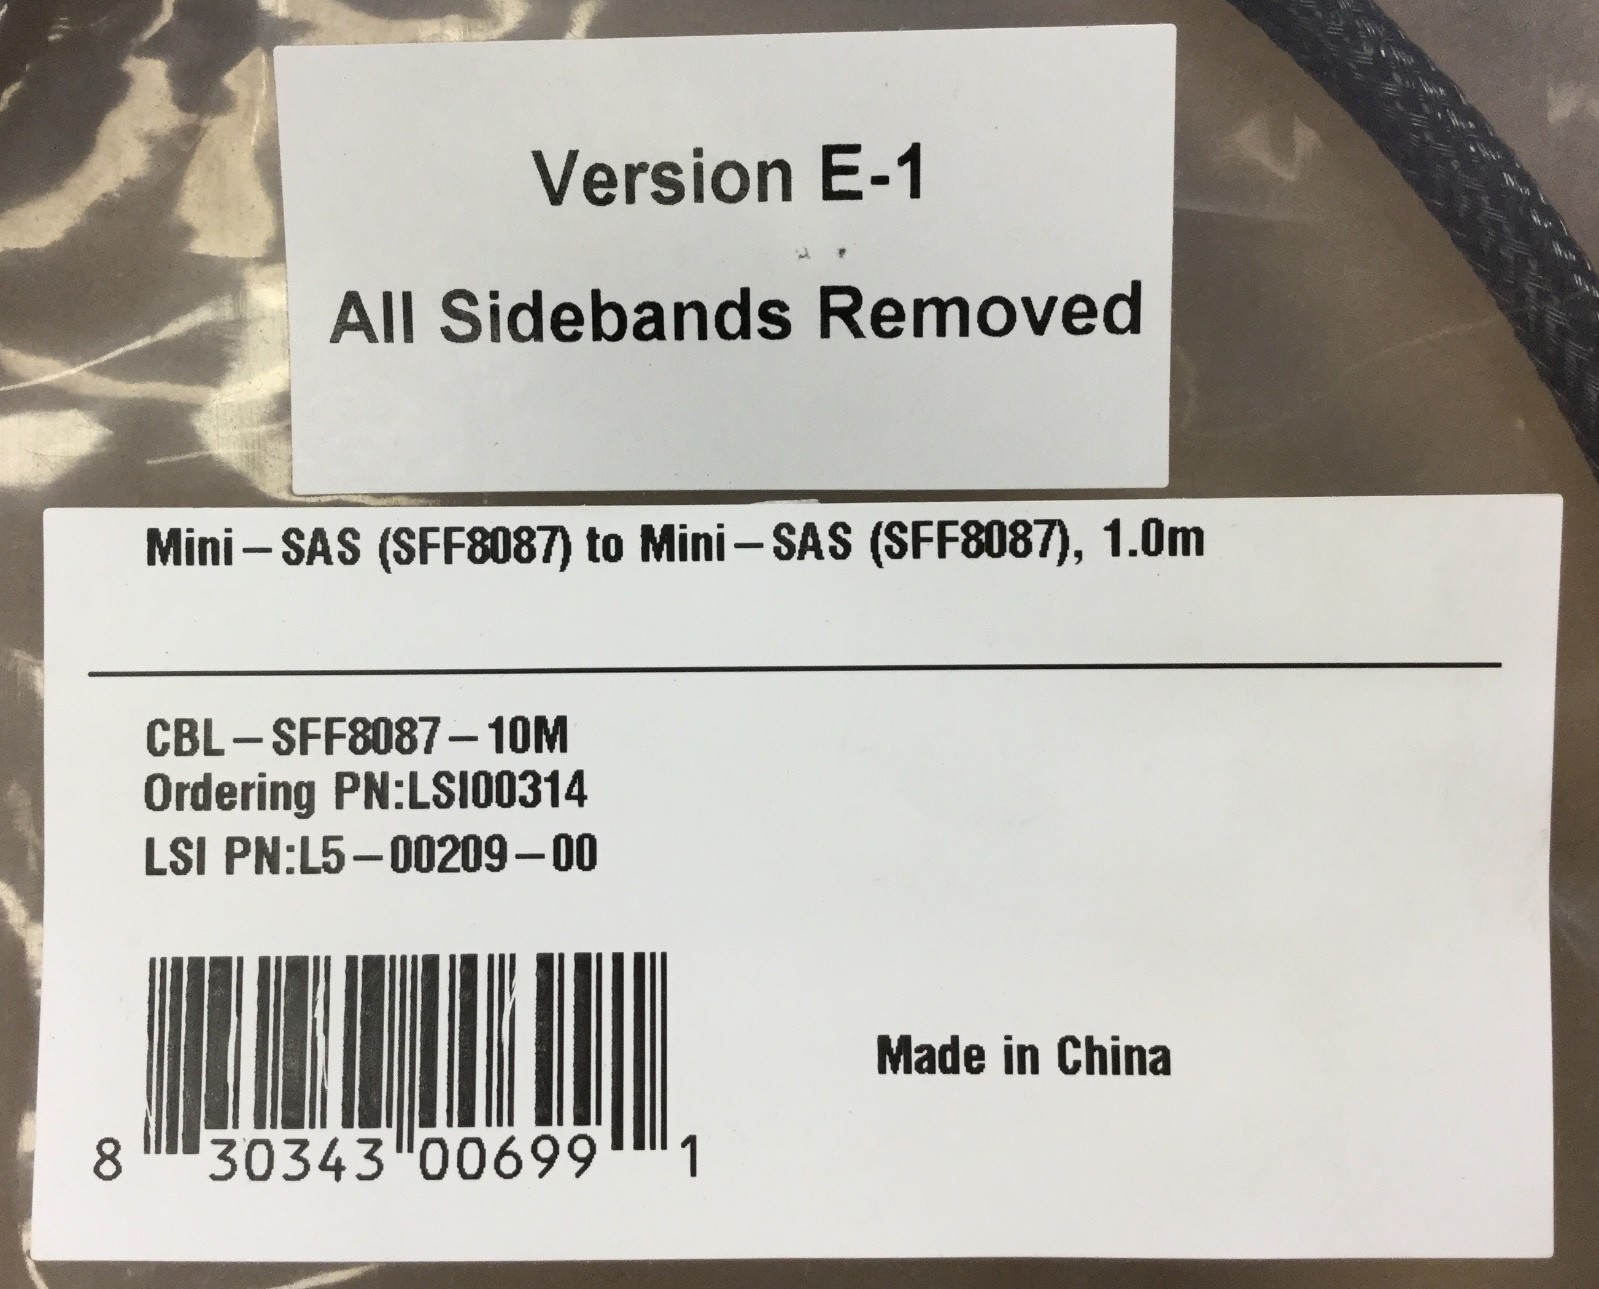 Version E-1
All Sidebands Removed
Mini-SAS (SFF8087) to Mini-SAS (SFF8087), 1.0m
CBL-SFF8087-10M
Ordering PN:LSI00314
LSI PN:L5-00209-00
8 30343 00699 1
Made in China